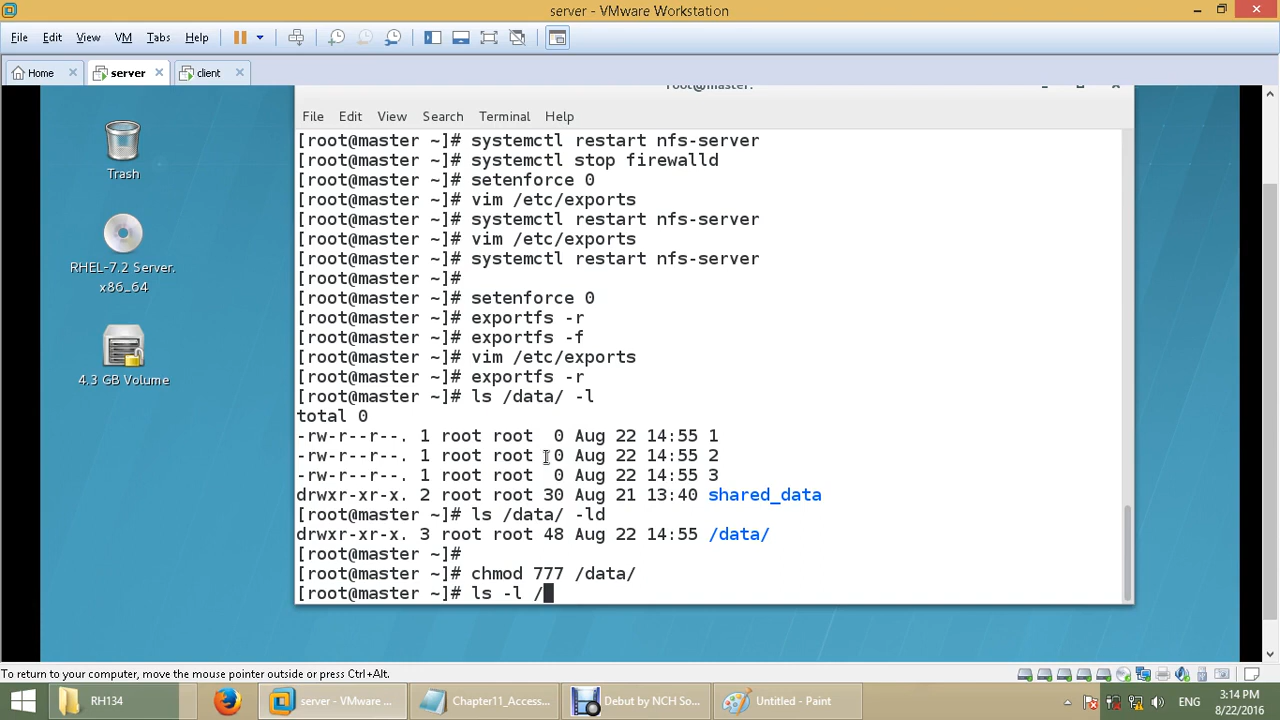 server - VMware Workstation
File Edit View VM Tabs Help
Home server client
root@master:~
File Edit View Search Terminal Help
[root@master ~]# systemctl restart nfs-server
[root@master ~]# systemctl stop firewalld
[root@master ~]# setenforce 0
[root@master ~]# vim /etc/exports
[root@master ~]# systemctl restart nfs-server
[root@master ~]# vim /etc/exports
[root@master ~]# systemctl restart nfs-server
[root@master ~]#
[root@master ~]# setenforce 0
[root@master ~]# exportfs -r
[root@master ~]# exportfs -f
[root@master ~]# vim /etc/exports
[root@master ~]# exportfs -r
[root@master ~]# ls /data/ -l
total 0
-rw-r--r--. 1 root root  0 Aug 22 14:55 1
-rw-r--r--. 1 root root  0 Aug 22 14:55 2
-rw-r--r--. 1 root root  0 Aug 22 14:55 3
drwxr-xr-x. 2 root root 30 Aug 21 13:40 shared_data
[root@master ~]# ls /data/ -ld
drwxr-xr-x. 3 root root 48 Aug 22 14:55 /data/
[root@master ~]#
[root@master ~]# chmod 777 /data/
[root@master ~]# ls -l /
Trash
RHEL-7.2 Server.
x86_64
4.3 GB Volume
To return to your computer, move the mouse pointer outside or press Ctrl+Alt.
RH134 server - VMware ... Chapter11_Access... Debut by NCH So... Untitled - Paint ENG 3:14 PM
8/22/2016